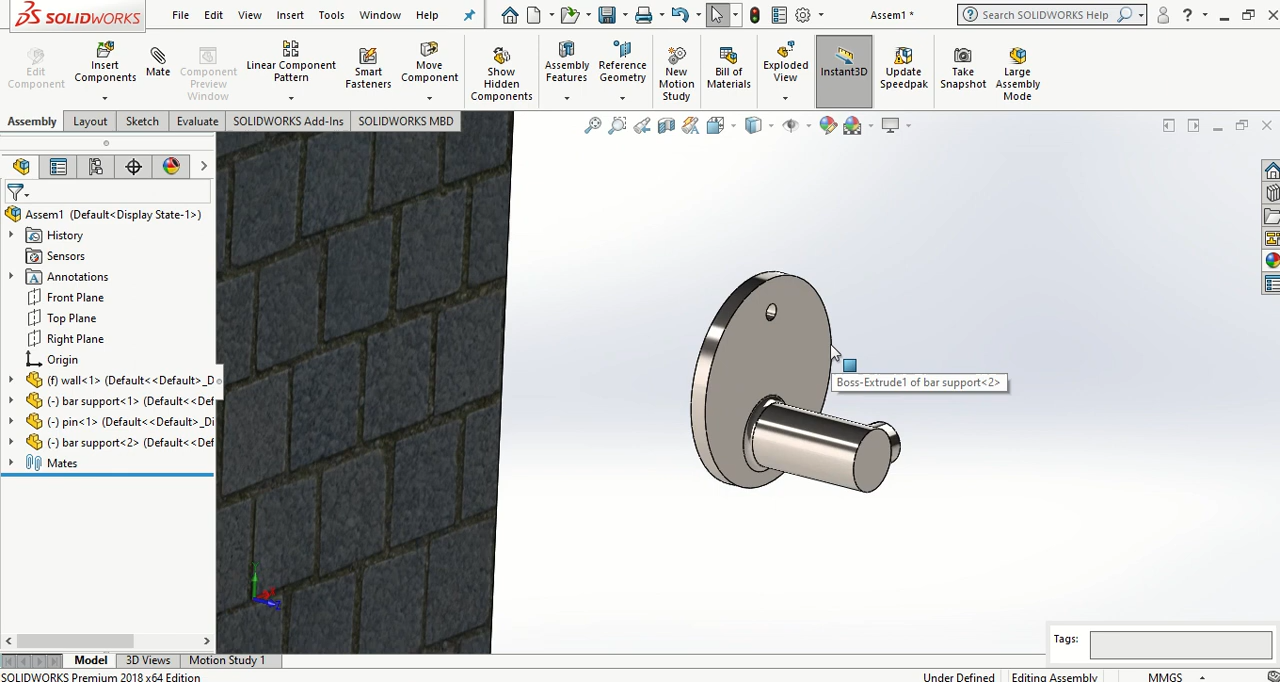 SOLIDWORKS
File Edit View Insert Tools Window Help
Assem1 *
Search SOLIDWORKS Help
?
Edit Component
Insert Components
Mate
Component Preview Window
Linear Component Pattern
Smart Fasteners
Move Component
Show Hidden Components
Assembly Features
Reference Geometry
New Motion Study
Bill of Materials
Exploded View
Instant3D
Update Speedpak
Take Snapshot
Large Assembly Mode
Assembly Layout Sketch Evaluate SOLIDWORKS Add-Ins SOLIDWORKS MBD
Assem1 (Default<Display State-1>)
History
Sensors
Annotations
Front Plane
Top Plane
Right Plane
Origin
(f) wall<1> (Default<<Default>_D
(-) bar support<1> (Default<<Def
(-) pin<1> (Default<<Default>_Di
(-) bar support<2> (Default<<Def
Mates
Boss-Extrude1 of bar support<2>
Tags:
Model 3D Views Motion Study 1
SOLIDWORKS Premium 2018 x64 Edition
Under Defined Editing Assembly MMGS